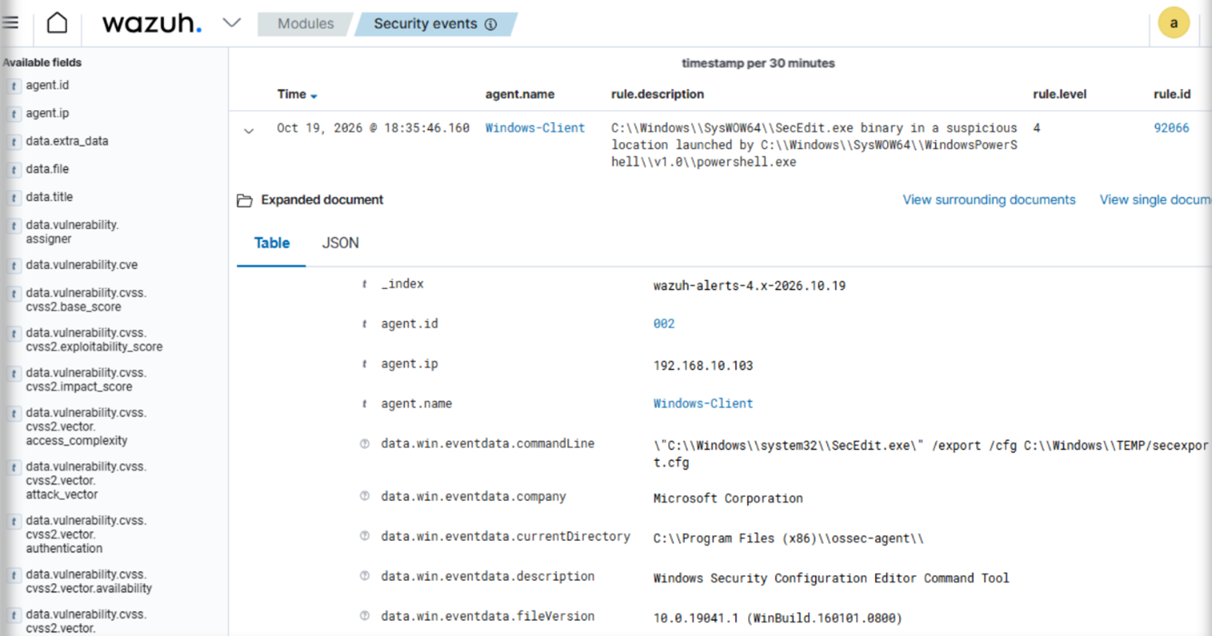 wazuh.
Modules
Security events
a
Available fields
agent.id
agent.ip
data.extra_data
data.file
data.title
data.vulnerability.
assigner
data.vulnerability.cve
data.vulnerability.cvss.
cvss2.base_score
data.vulnerability.cvss.
cvss2.exploitability_score
data.vulnerability.cvss.
cvss2.impact_score
data.vulnerability.cvss.
cvss2.vector.
access_complexity
data.vulnerability.cvss.
cvss2.vector.
attack_vector
data.vulnerability.cvss.
cvss2.vector.
authentication
data.vulnerability.cvss.
cvss2.vector.availability
data.vulnerability.cvss.
cvss2.vector.
timestamp per 30 minutes
Time agent.name rule.description rule.level rule.id
Oct 19, 2026 @ 18:35:46.160 Windows-Client C:\\Windows\\SysWOW64\\SecEdit.exe binary in a suspicious 4 92066
location launched by C:\\Windows\\SysWOW64\\WindowsPowerS
hell\\v1.0\\powershell.exe
Expanded document View surrounding documents View single docum
Table JSON
t _index wazuh-alerts-4.x-2026.10.19
t agent.id 002
t agent.ip 192.168.10.103
t agent.name Windows-Client
data.win.eventdata.commandLine \"C:\\Windows\\system32\\SecEdit.exe\" /export /cfg C:\\Windows\\TEMP/secexpor
t.cfg
data.win.eventdata.company Microsoft Corporation
data.win.eventdata.currentDirectory C:\\Program Files (x86)\\ossec-agent\\
data.win.eventdata.description Windows Security Configuration Editor Command Tool
data.win.eventdata.fileVersion 10.0.19041.1 (WinBuild.160101.0800)